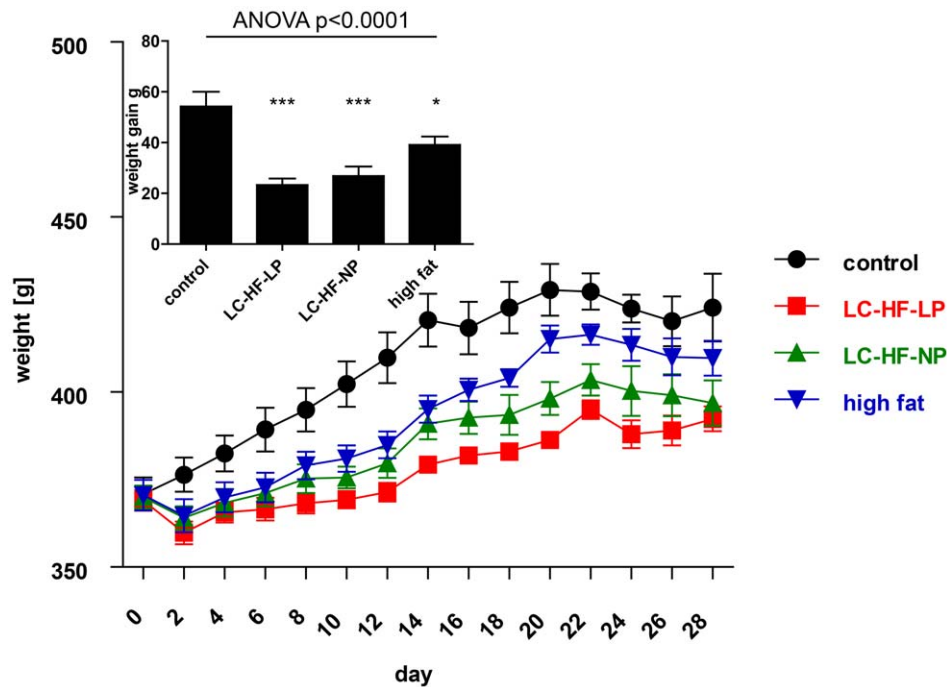 ANOVA p<0.0001
80
60
40
20
0
weight gain g
***
***
*
control
LC-HF-LP
LC-HF-NP
high fat
500
450
400
350
weight [g]
0
2
4
6
8
10
12
14
16
18
20
22
24
26
28
day
control
LC-HF-LP
LC-HF-NP
high fat